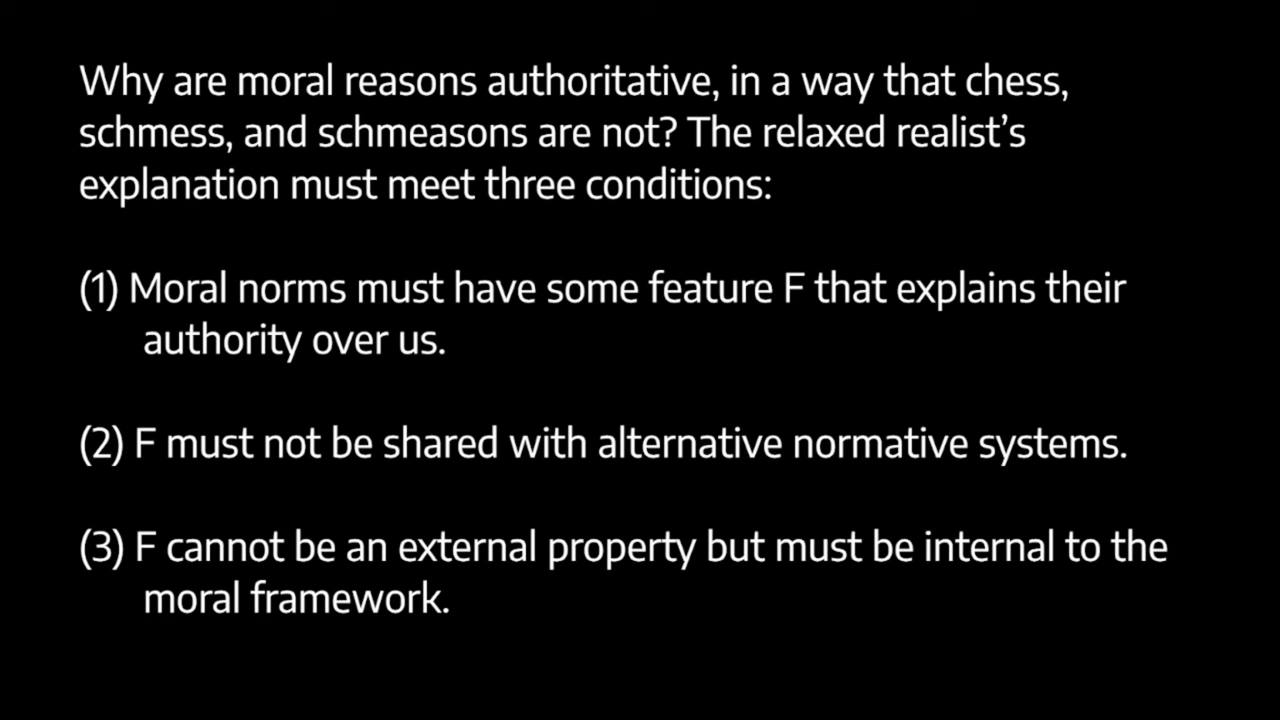 Why are moral reasons authoritative, in a way that chess,
schmess, and schmeasons are not? The relaxed realist’s
explanation must meet three conditions:
(1) Moral norms must have some feature F that explains their
authority over us.
(2) F must not be shared with alternative normative systems.
(3) F cannot be an external property but must be internal to the
moral framework.